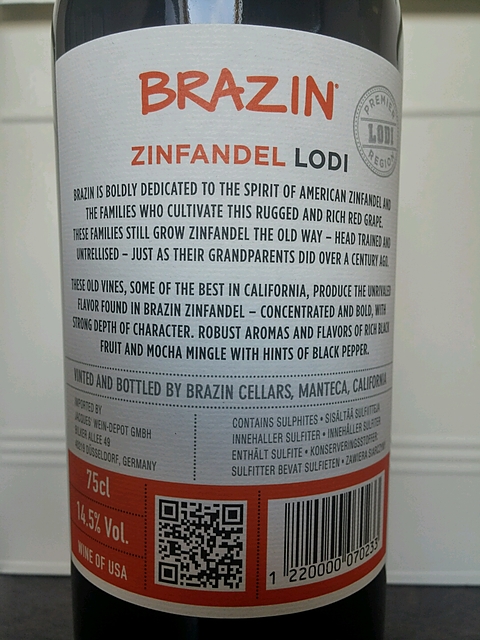 BRAZIN
PREMIER
LODI
REGION
ZINFANDEL LODI
BRAZIN IS BOLDLY DEDICATED TO THE SPIRIT OF AMERICAN ZINFANDEL AND
THE FAMILIES WHO CULTIVATE THIS RUGGED AND RICH RED GRAPE.
THESE FAMILIES STILL GROW ZINFANDEL THE OLD WAY – HEAD TRAINED AND
UNTRELLISED – JUST AS THEIR GRANDPARENTS DID OVER A CENTURY AGO.
THESE OLD VINES, SOME OF THE BEST IN CALIFORNIA, PRODUCE THE UNRIVALED
FLAVOR FOUND IN BRAZIN ZINFANDEL – CONCENTRATED AND BOLD, WITH
STRONG DEPTH OF CHARACTER. ROBUST AROMAS AND FLAVORS OF RICH BLACK
FRUIT AND MOCHA MINGLE WITH HINTS OF BLACK PEPPER.
VINTED AND BOTTLED BY BRAZIN CELLARS, MANTECA, CALIFORNIA
IMPORTED BY
JACQUES' WEIN-DEPOT GMBH
BILKER ALLEE 49
40219 DÜSSELDORF, GERMANY
CONTAINS SULPHITES • SISÄLTÄÄ SULFIITTEJA
INNEHALLER SULFITER • INNEHÅLLER SULFITER
ENTHÄLT SULFITE • KONSERVERINGSSTOFFER
SULFITTER BEVAT SULFIETEN • ZAWIERA SIARCZYNY
75cl
14.5% Vol.
WINE OF USA
1 220000 070235